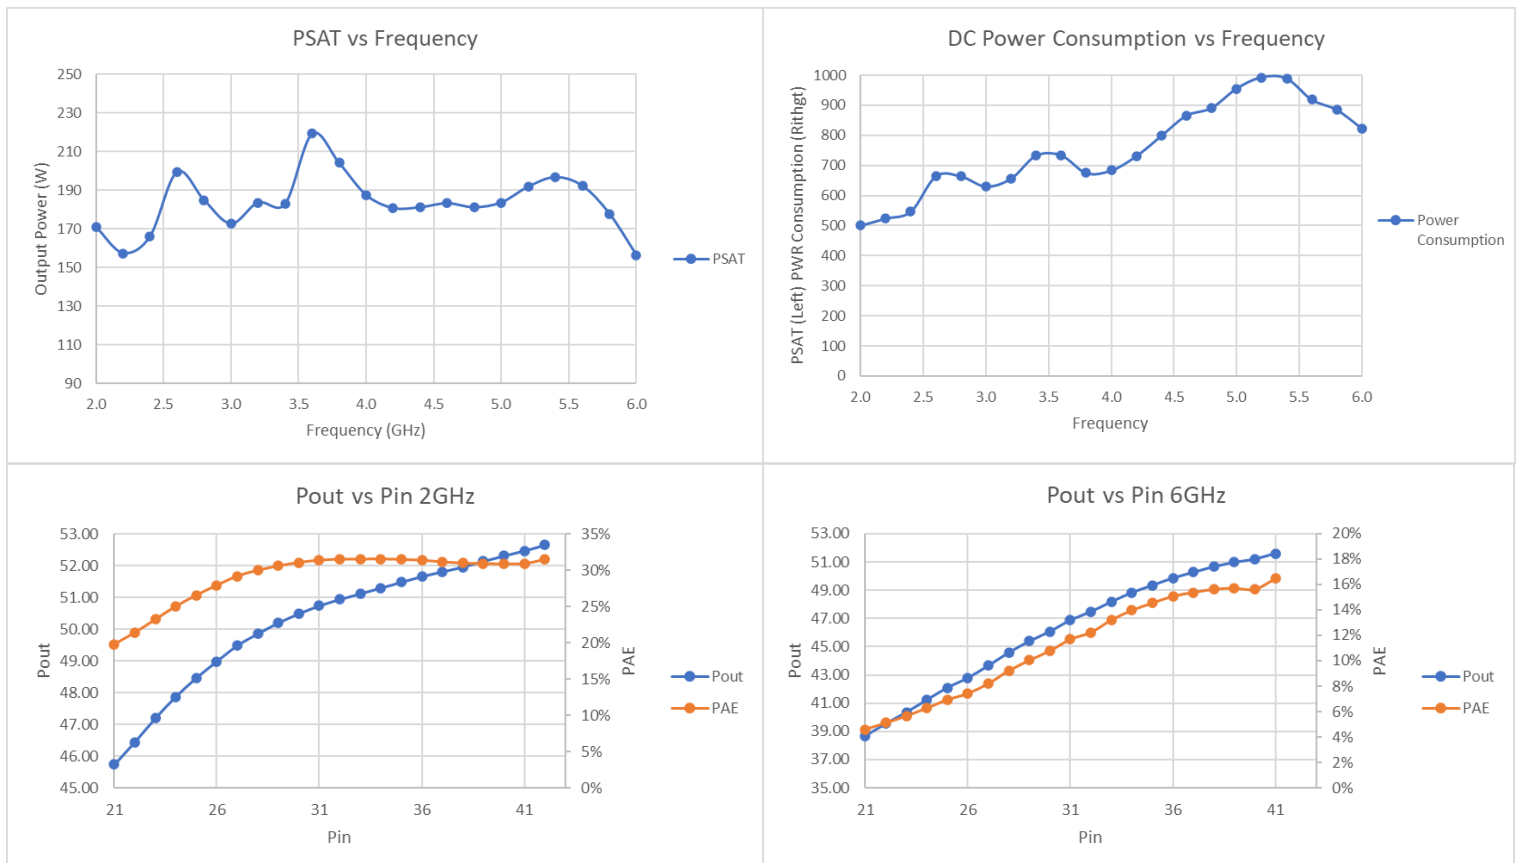 PSAT vs Frequency
Output Power (W)
250
230
210
190
170
150
130
110
90
2.0 2.5 3.0 3.5 4.0 4.5 5.0 5.5 6.0
Frequency (GHz)
PSAT
DC Power Consumption vs Frequency
PSAT (Left) PWR Consumption (Rithgt)
1000
900
800
700
600
500
400
300
200
100
0
2.0 2.5 3.0 3.5 4.0 4.5 5.0 5.5 6.0
Frequency
Power
Consumption
Pout vs Pin 2GHz
Pout
53.00
52.00
51.00
50.00
49.00
48.00
47.00
46.00
45.00
35%
30%
25%
20%
15%
10%
5%
0%
PAE
21 26 31 36 41
Pin
Pout
PAE
Pout vs Pin 6GHz
Pout
53.00
51.00
49.00
47.00
45.00
43.00
41.00
39.00
37.00
35.00
20%
18%
16%
14%
12%
10%
8%
6%
4%
2%
0%
PAE
21 26 31 36 41
Pin
Pout
PAE